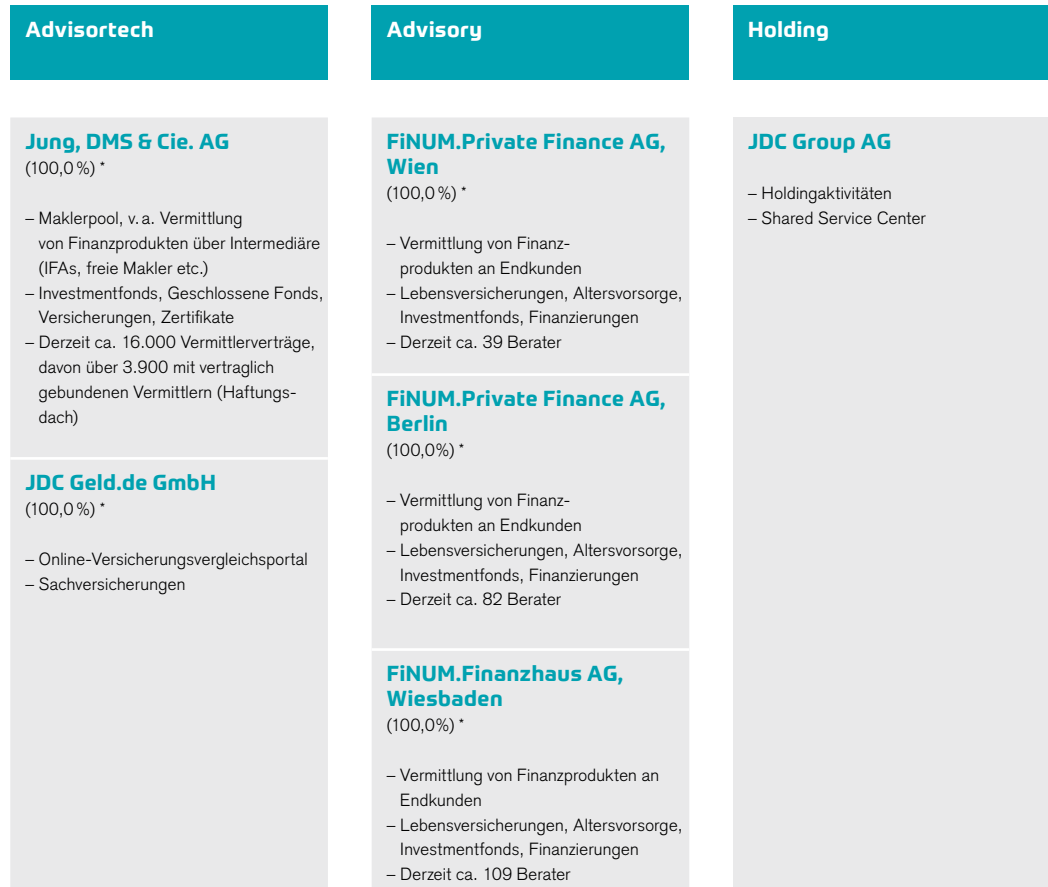 Advisortech
Jung, DMS & Cie. AG
(100,0 %) *
– Maklerpool, v. a. Vermittlung
von Finanzprodukten über Intermediäre
(IFAs, freie Makler etc.)
– Investmentfonds, Geschlossene Fonds,
Versicherungen, Zertifikate
– Derzeit ca. 16.000 Vermittlerverträge,
davon über 3.900 mit vertraglich
gebundenen Vermittlern (Haftungs-
dach)
JDC Geld.de GmbH
(100,0 %) *
– Online-Versicherungsvergleichsportal
– Sachversicherungen
Advisory
FiNUM.Private Finance AG,
Wien
(100,0 %) *
– Vermittlung von Finanz-
produkten an Endkunden
– Lebensversicherungen, Altersvorsorge,
Investmentfonds, Finanzierungen
– Derzeit ca. 39 Berater
FiNUM.Private Finance AG,
Berlin
(100,0%) *
– Vermittlung von Finanz-
produkten an Endkunden
– Lebensversicherungen, Altersvorsorge,
Investmentfonds, Finanzierungen
– Derzeit ca. 82 Berater
FiNUM.Finanzhaus AG,
Wiesbaden
(100,0%) *
– Vermittlung von Finanzprodukten an
Endkunden
– Lebensversicherungen, Altersvorsorge,
Investmentfonds, Finanzierungen
– Derzeit ca. 109 Berater
Holding
JDC Group AG
– Holdingaktivitäten
– Shared Service Center